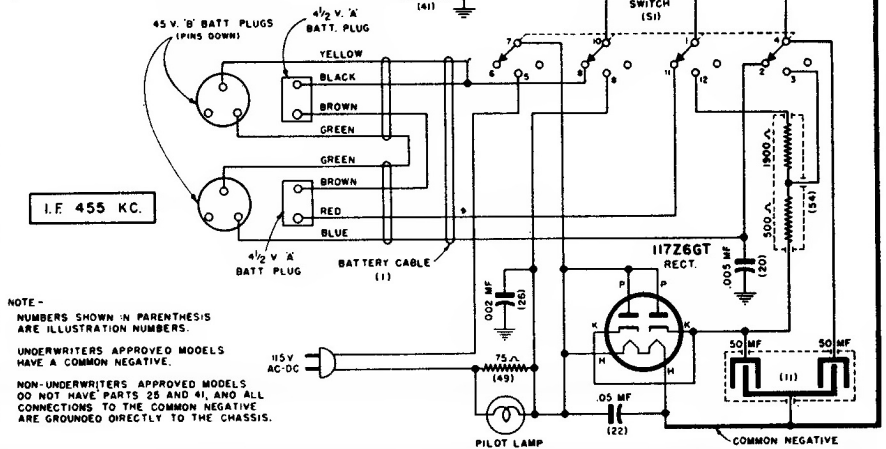 (41)
SWITCH
(S1)
45 V. 'B' BATT PLUGS
(PINS DOWN)
4½ V. 'A'
BATT. PLUG
YELLOW
BLACK
BROWN
GREEN
GREEN
BROWN
RED
BLUE
7
6
5
10
8
8
1
11
12
4
2
3
1900 Ω
500 Ω
(54)
I.F. 455 KC.
4½ V 'A'
BATT PLUG
BATTERY CABLE
(1)
117Z6GT
RECT.
.005 MF
(20)
.002 MF
(26)
P
P
K
K
H
H
NOTE -
NUMBERS SHOWN IN PARENTHESIS
ARE ILLUSTRATION NUMBERS.
UNDERWRITERS APPROVED MODELS
HAVE A COMMON NEGATIVE.
NON-UNDERWRITERS APPROVED MODELS
DO NOT HAVE PARTS 25 AND 41, AND ALL
CONNECTIONS TO THE COMMON NEGATIVE
ARE GROUNDED DIRECTLY TO THE CHASSIS.
115 V
AC-DC
75 Ω
(49)
PILOT LAMP
.05 MF
(22)
50 MF
50 MF
(11)
COMMON NEGATIVE